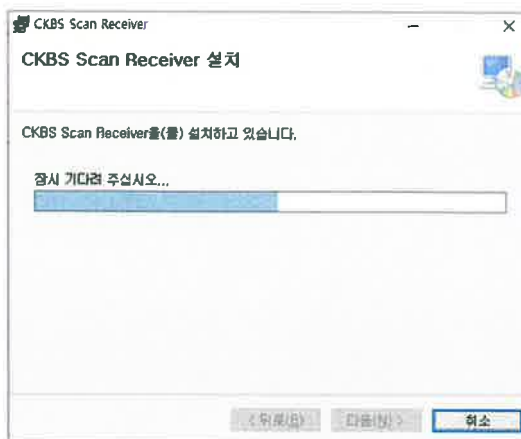 CKBS Scan Receiver
CKBS Scan Receiver 설치
CKBS Scan Receiver을(를) 설치하고 있습니다.
잠시 기다려 주십시오...
< 뒤로(B)
다음(N) >
취소